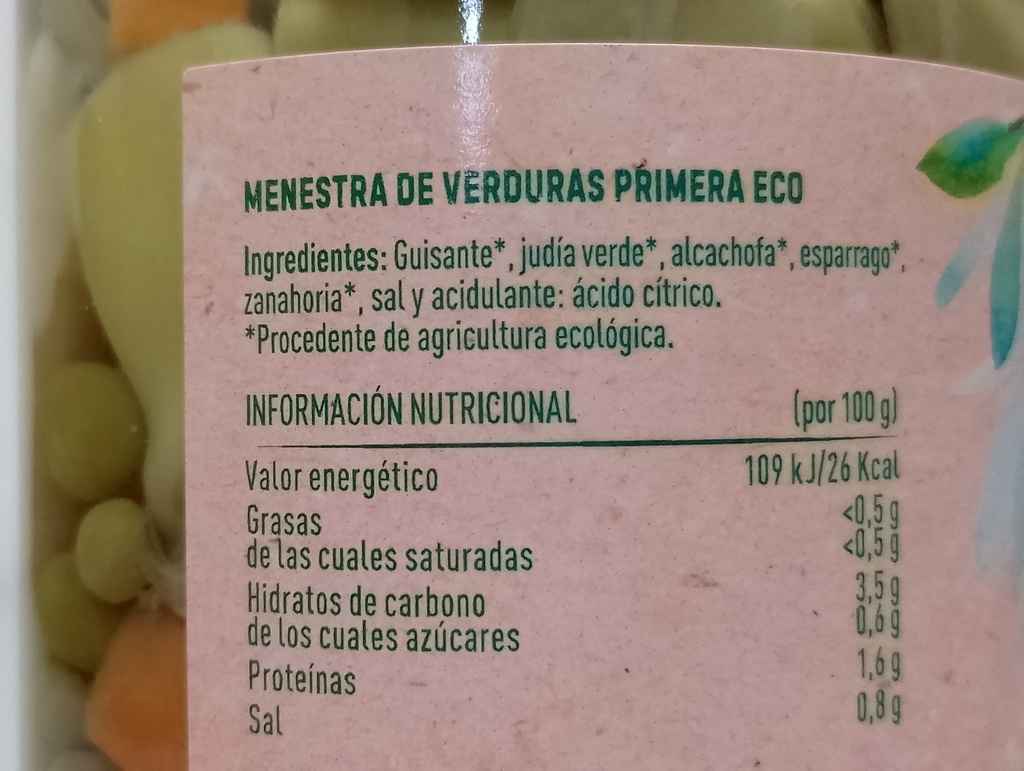 MENESTRA DE VERDURAS PRIMERA ECO
Ingredientes: Guisante*, judía verde*, alcachofa*, esparrago*,
zanahoria*, sal y acidulante: ácido cítrico.
*Procedente de agricultura ecológica.
INFORMACIÓN NUTRICIONAL (por 100 g)
Valor energético 109 kJ/26 Kcal
Grasas <0,5 g
de las cuales saturadas <0,5 g
Hidratos de carbono 3,5 g
de los cuales azúcares 0,6 g
Proteínas 1,6 g
Sal 0,8 g